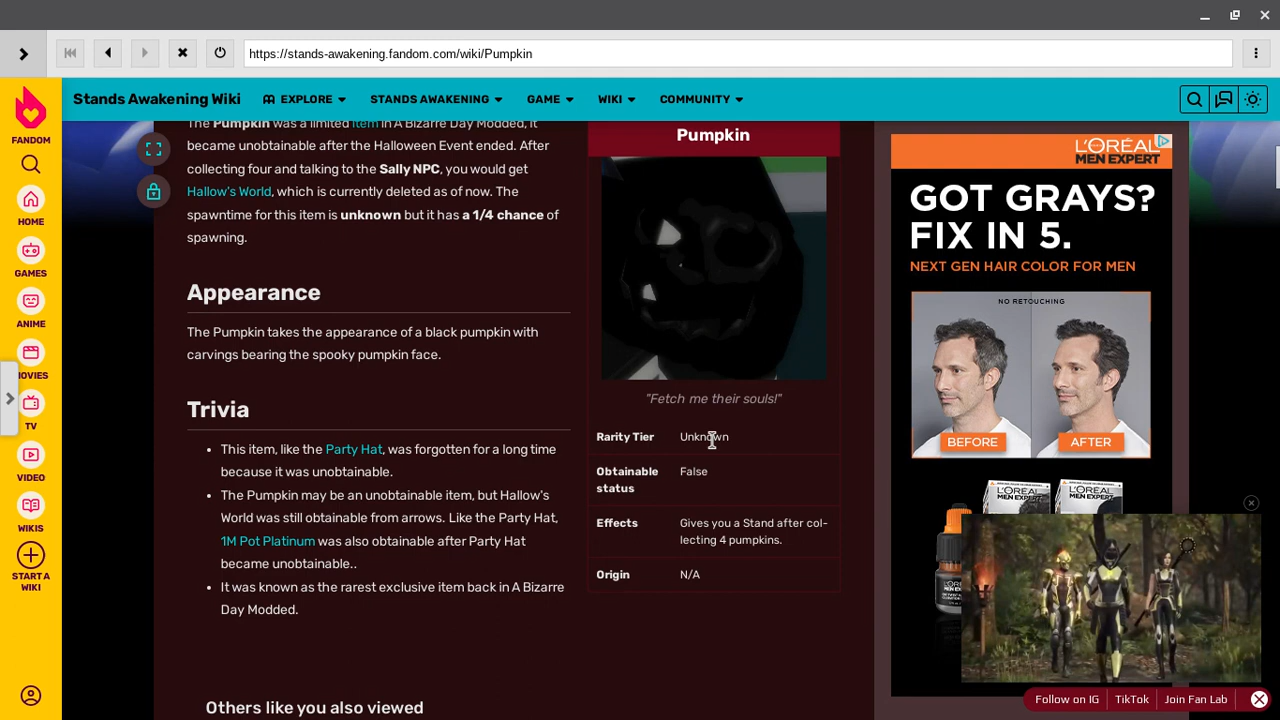 https://stands-awakening.fandom.com/wiki/Pumpkin
FANDOM
HOME
GAMES
ANIME
MOVIES
TV
VIDEO
WIKIS
START A
WIKI
Stands Awakening Wiki
EXPLORE
STANDS AWAKENING
GAME
WIKI
COMMUNITY
The Pumpkin was a limited item in A Bizarre Day Modded, it
became unobtainable after the Halloween Event ended. After
collecting four and talking to the Sally NPC, you would get
Hallow's World, which is currently deleted as of now. The
spawntime for this item is unknown but it has a 1/4 chance of
spawning.
Appearance
The Pumpkin takes the appearance of a black pumpkin with
carvings bearing the spooky pumpkin face.
Trivia
This item, like the Party Hat, was forgotten for a long time
because it was unobtainable.
The Pumpkin may be an unobtainable item, but Hallow's
World was still obtainable from arrows. Like the Party Hat,
1M Pot Platinum was also obtainable after Party Hat
became unobtainable..
It was known as the rarest exclusive item back in A Bizarre
Day Modded.
Others like you also viewed
Pumpkin
"Fetch me their souls!"
Rarity Tier Unknown
Obtainable
status
False
Effects
Gives you a Stand after col-
lecting 4 pumpkins.
Origin N/A
L'ORÉAL
MEN EXPERT
GOT GRAYS?
FIX IN 5.
NEXT GEN HAIR COLOR FOR MEN
NO RETOUCHING
BEFORE
AFTER
L'ORÉAL
MEN EXPERT
L'ORÉAL
MEN EXPERT
Follow on IG
TikTok
Join Fan Lab